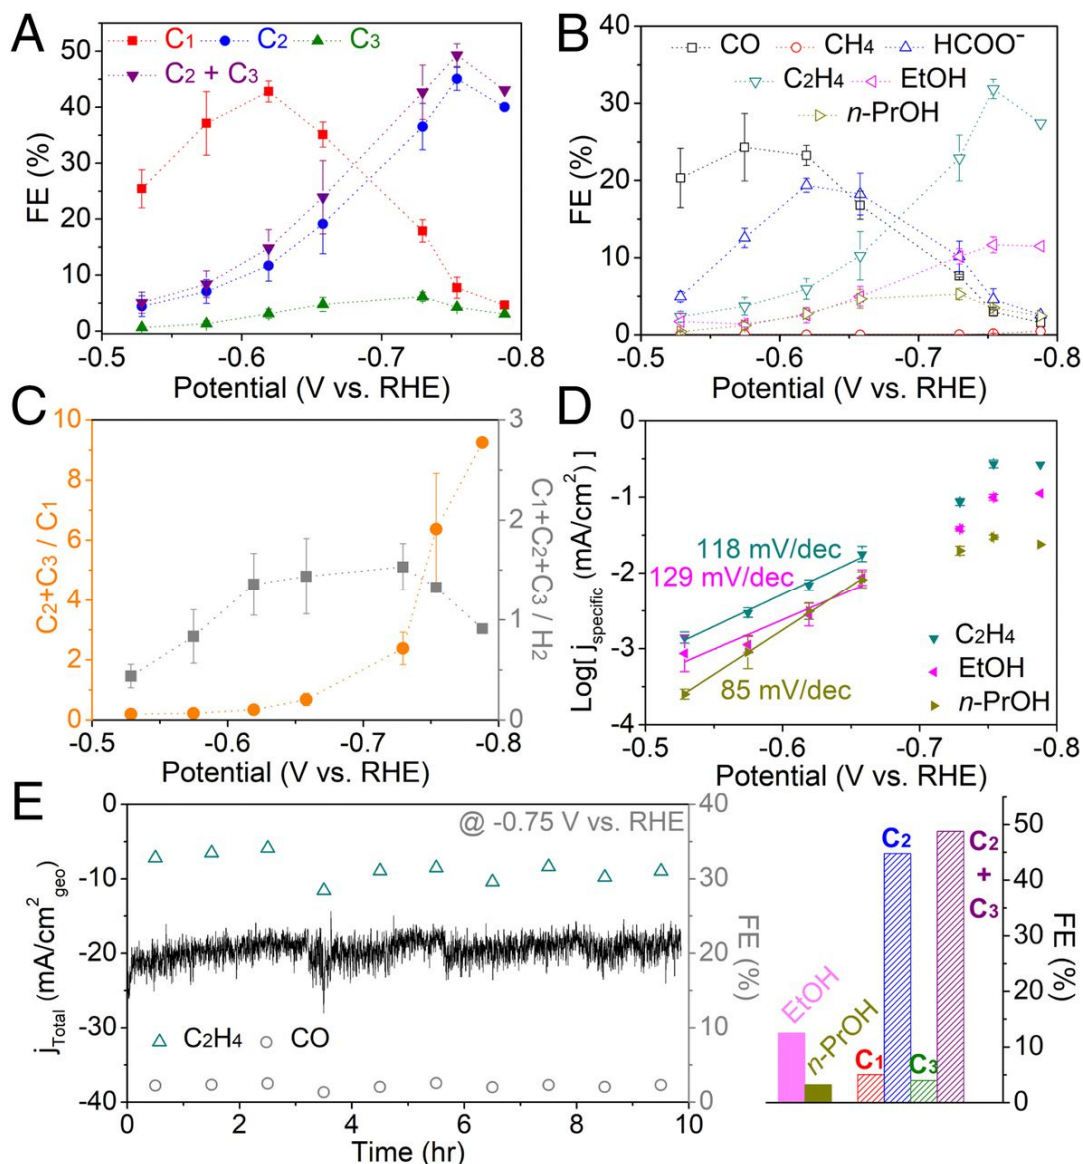 A
C₁ C₂ C₃
C₂ + C₃
FE (%)
50
40
30
20
10
0
-0.5 -0.6 -0.7 -0.8
Potential (V vs. RHE)
B
CO CH₄ HCOO⁻
C₂H₄ EtOH
n-PrOH
FE (%)
40
30
20
10
0
-0.5 -0.6 -0.7 -0.8
Potential (V vs. RHE)
C
C₂+C₃ / C₁
10
8
6
4
2
0
3
2
1
0
C₁+C₂+C₃ / H₂
-0.5 -0.6 -0.7 -0.8
Potential (V vs. RHE)
D
Log[ j specific (mA/cm²) ]
-0
-1
-2
-3
-4
118 mV/dec
129 mV/dec
85 mV/dec
C₂H₄
EtOH
n-PrOH
-0.5 -0.6 -0.7 -0.8
Potential (V vs. RHE)
E
@ -0.75 V vs. RHE
j Total (mA/cm² geo)
0
-10
-20
-30
-40
C₂H₄ CO
40
30
20
10
0
FE (%)
0 2 4 6 8 10
Time (hr)
EtOH
n-PrOH
C₁
C₂
C₃
C₂
+
C₃
50
40
30
20
10
0
FE (%)